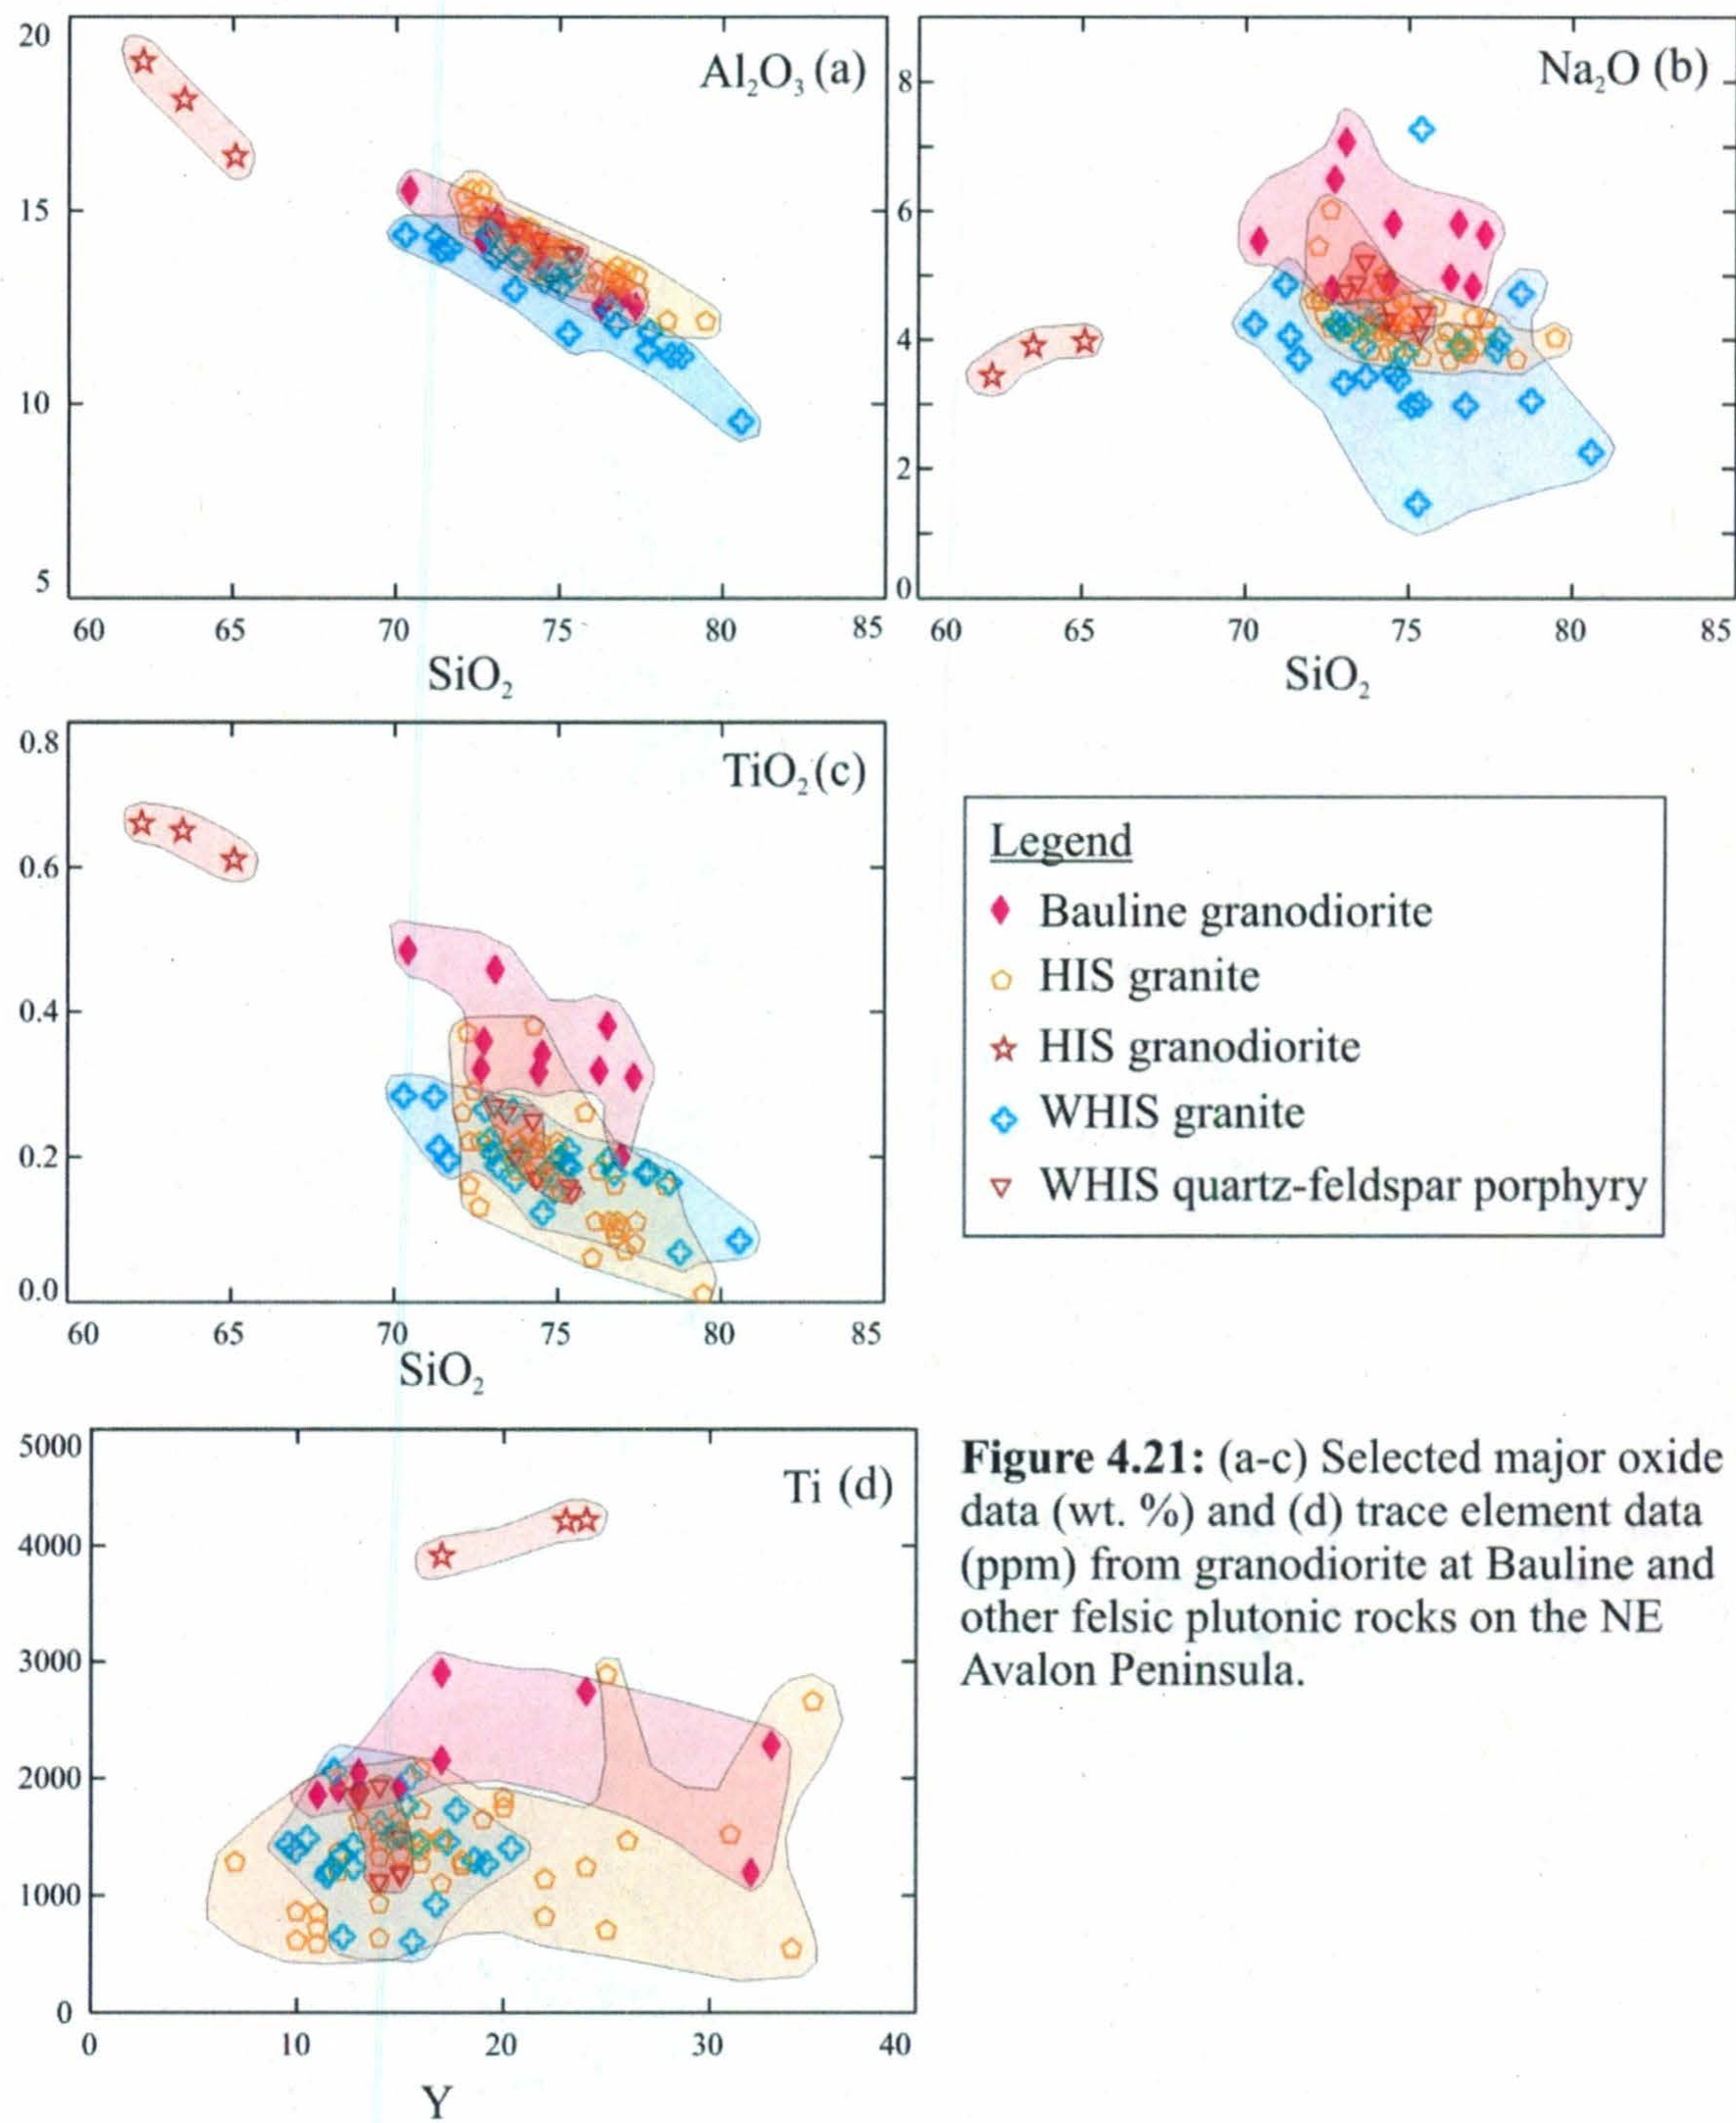 Al₂O₃ (a)
20
15
10
5
60 65 70 75 80 85
SiO₂
Na₂O (b)
8
6
4
2
0
60 65 70 75 80 85
SiO₂
TiO₂ (c)
0.8
0.6
0.4
0.2
0.0
60 65 70 75 80 85
SiO₂
Legend
Bauline granodiorite
HIS granite
HIS granodiorite
WHIS granite
WHIS quartz-feldspar porphyry
Ti (d)
5000
4000
3000
2000
1000
0
0 10 20 30 40
Y
Figure 4.21: (a-c) Selected major oxide
data (wt. %) and (d) trace element data
(ppm) from granodiorite at Bauline and
other felsic plutonic rocks on the NE
Avalon Peninsula.